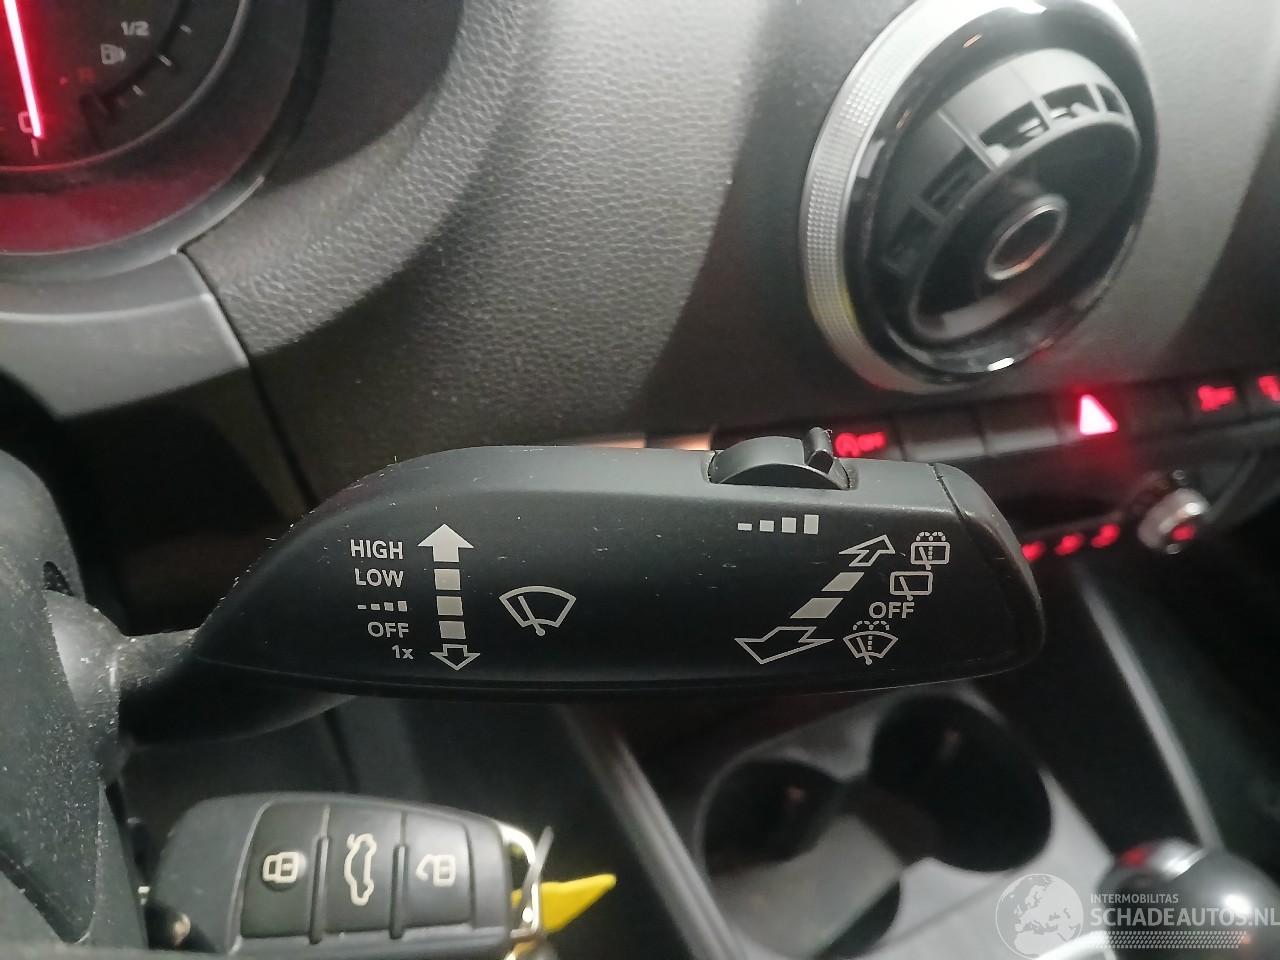 1/2
R
HIGH
LOW
OFF
1x
OFF
INTERMOBILITAS
SCHADEAUTOS.NL